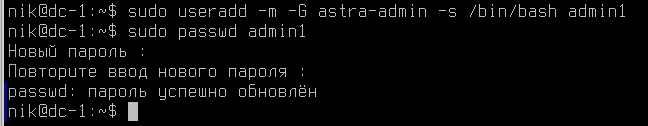 nik@dc-1:~$ sudo useradd -m -G astra-admin -s /bin/bash admin1
nik@dc-1:~$ sudo passwd admin1
Новый пароль :
Повторите ввод нового пароля :
passwd: пароль успешно обновлён
nik@dc-1:~$